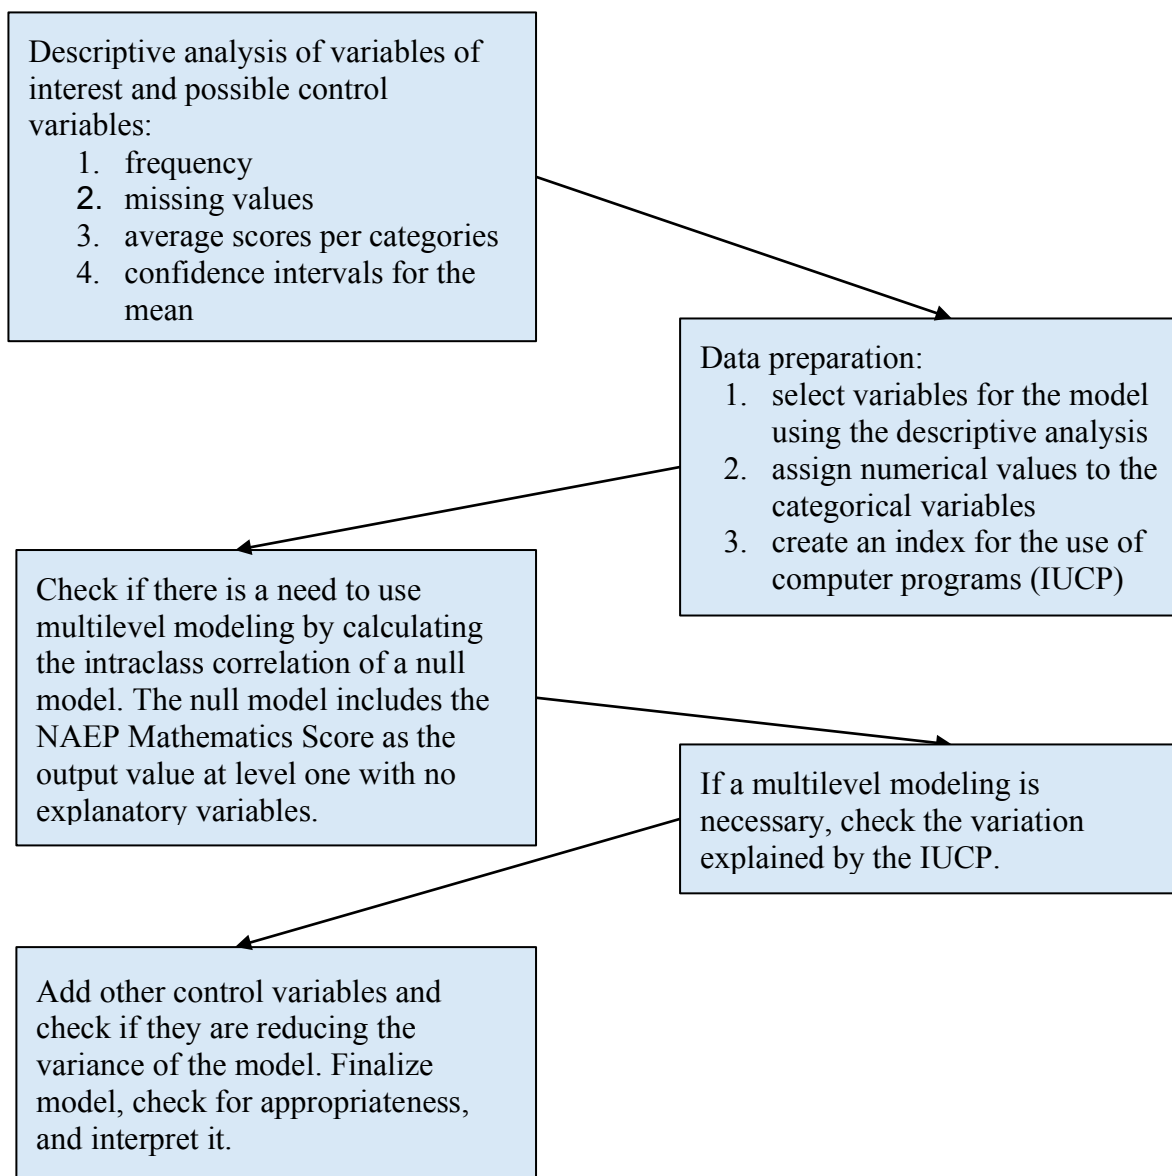 Descriptive analysis of variables of
interest and possible control
variables:
1. frequency
2. missing values
3. average scores per categories
4. confidence intervals for the
mean
Data preparation:
1. select variables for the model
using the descriptive analysis
2. assign numerical values to the
categorical variables
3. create an index for the use of
computer programs (IUCP)
Check if there is a need to use
multilevel modeling by calculating
the intraclass correlation of a null
model. The null model includes the
NAEP Mathematics Score as the
output value at level one with no
explanatory variables.
If a multilevel modeling is
necessary, check the variation
explained by the IUCP.
Add other control variables and
check if they are reducing the
variance of the model. Finalize
model, check for appropriateness,
and interpret it.